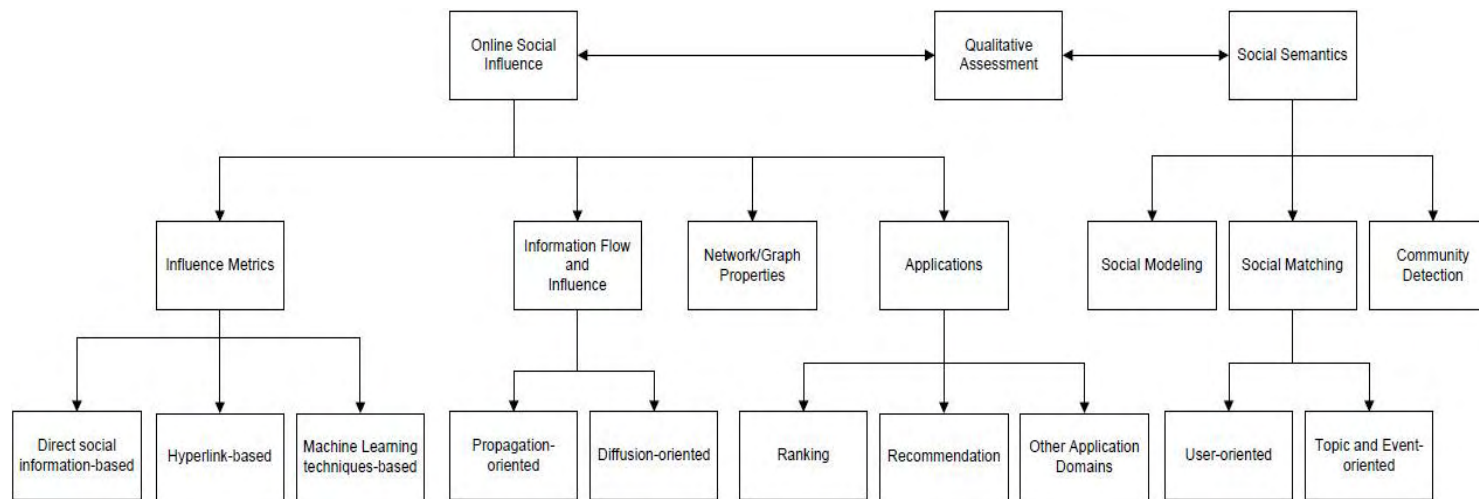 Online Social
Influence
Qualitative
Assessment
Social Semantics
Influence Metrics
Information Flow
and
Influence
Network/Graph
Properties
Applications
Social Modeling
Social Matching
Community
Detection
Direct social
information-based
Hyperlink-based
Machine Learning
techniques-based
Propagation-
oriented
Diffusion-oriented
Ranking
Recommendation
Other Application
Domains
User-oriented
Topic and Event-
oriented